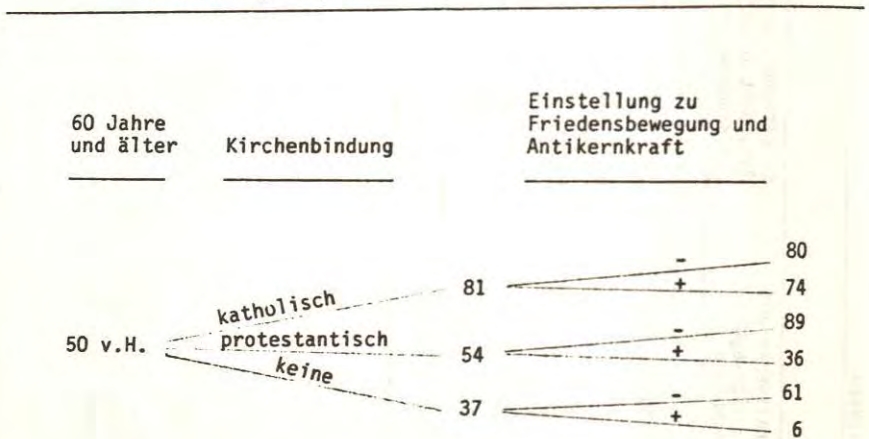 60 Jahre
und älter
Kirchenbindung
Einstellung zu
Friedensbewegung und
Antikernkraft
50 v.H.
katholisch
81
-
80
+
74
protestantisch
54
-
89
+
36
keine
37
-
61
+
6